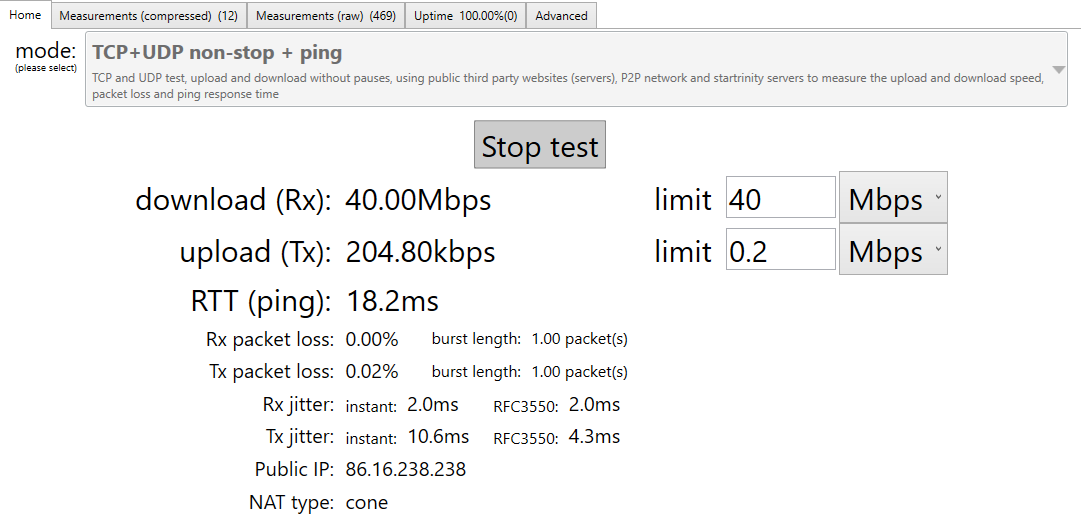 Home Measurements (compressed) (12) Measurements (raw) (469) Uptime 100.00%(0) Advanced
mode: TCP+UDP non-stop + ping
(please select)
TCP and UDP test, upload and download without pauses, using public third party websites (servers), P2P network and startrinity servers to measure the upload and download speed,
packet loss and ping response time
Stop test
download (Rx): 40.00Mbps limit 40 Mbps
upload (Tx): 204.80kbps limit 0.2 Mbps
RTT (ping): 18.2ms
Rx packet loss: 0.00% burst length: 1.00 packet(s)
Tx packet loss: 0.02% burst length: 1.00 packet(s)
Rx jitter: instant: 2.0ms RFC3550: 2.0ms
Tx jitter: instant: 10.6ms RFC3550: 4.3ms
Public IP: 86.16.238.238
NAT type: cone